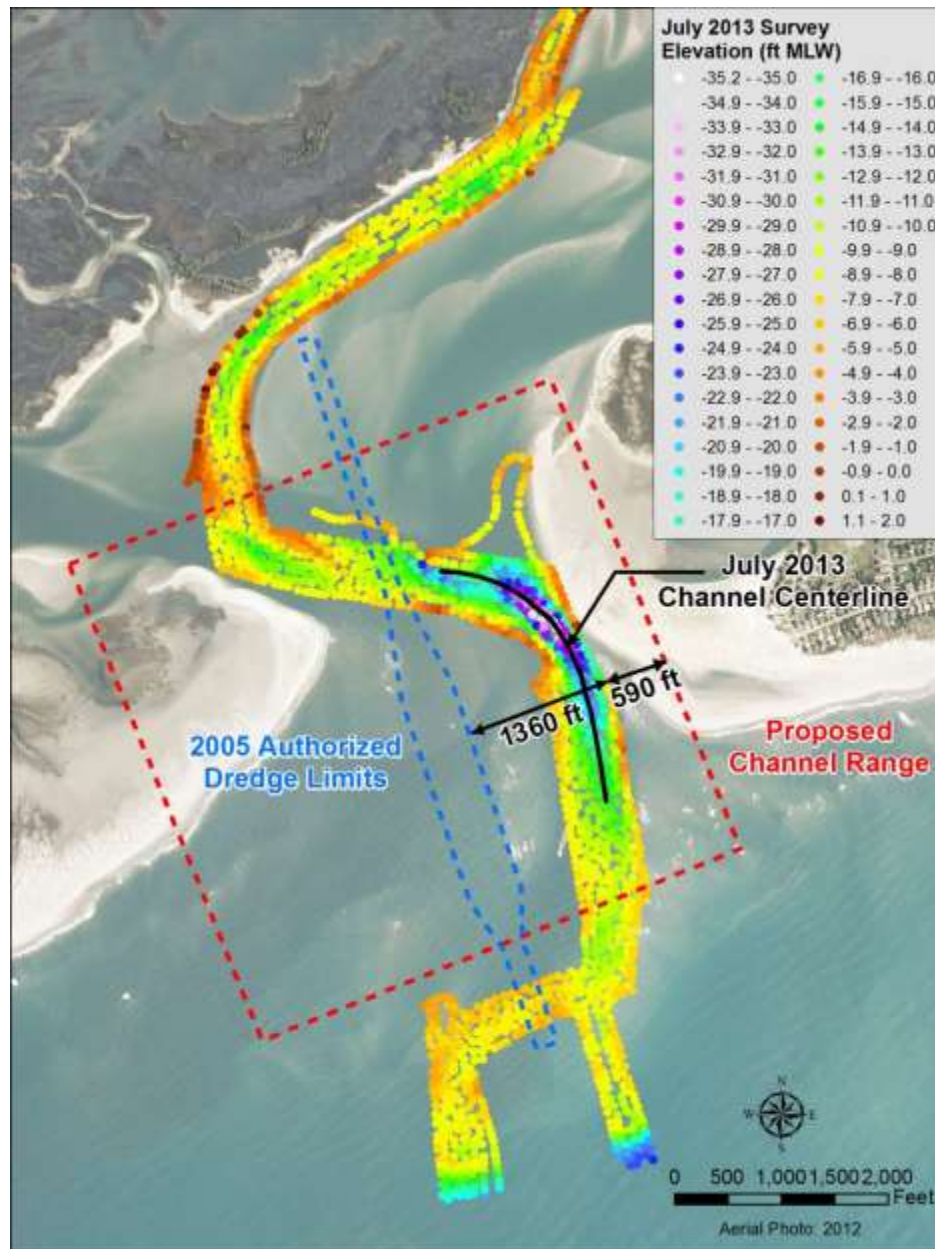 July 2013 Survey
Elevation (ft MLW)
-35.2 - -35.0 -16.9 - -16.0
-34.9 - -34.0 -15.9 - -15.0
-33.9 - -33.0 -14.9 - -14.0
-32.9 - -32.0 -13.9 - -13.0
-31.9 - -31.0 -12.9 - -12.0
-30.9 - -30.0 -11.9 - -11.0
-29.9 - -29.0 -10.9 - -10.0
-28.9 - -28.0 -9.9 - -9.0
-27.9 - -27.0 -8.9 - -8.0
-26.9 - -26.0 -7.9 - -7.0
-25.9 - -25.0 -6.9 - -6.0
-24.9 - -24.0 -5.9 - -5.0
-23.9 - -23.0 -4.9 - -4.0
-22.9 - -22.0 -3.9 - -3.0
-21.9 - -21.0 -2.9 - -2.0
-20.9 - -20.0 -1.9 - -1.0
-19.9 - -19.0 -0.9 - 0.0
-18.9 - -18.0 0.1 - 1.0
-17.9 - -17.0 1.1 - 2.0
July 2013
Channel Centerline
590 ft
1360 ft
2005 Authorized
Dredge Limits
Proposed
Channel Range
N
W E
S
0 500 1,000 1,500 2,000
Feet
Aerial Photo: 2012